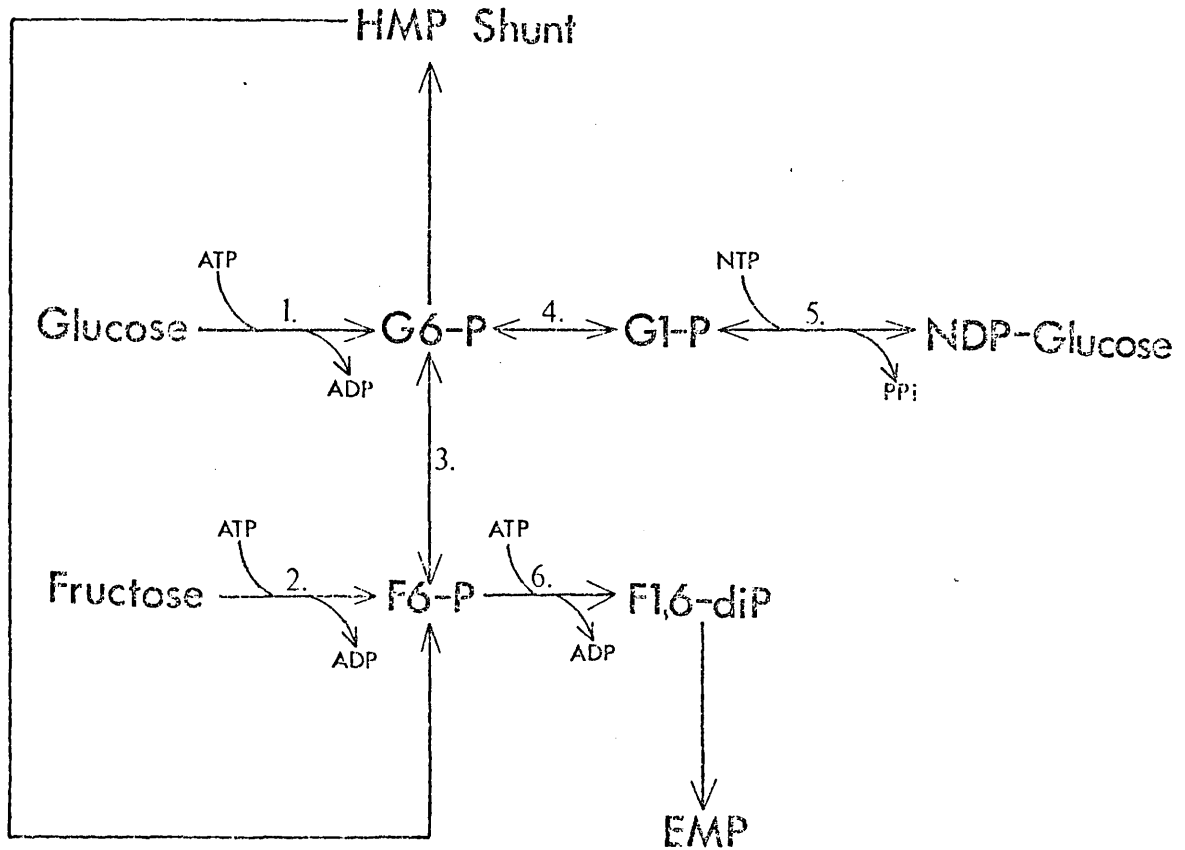 HMP Shunt
ATP
NTP
Glucose 1. G6-P 4. G1-P 5. NDP-Glucose
ADP
PPi
3.
ATP
ATP
Fructose 2. F6-P 6. F1,6-diP
ADP
ADP
EMP